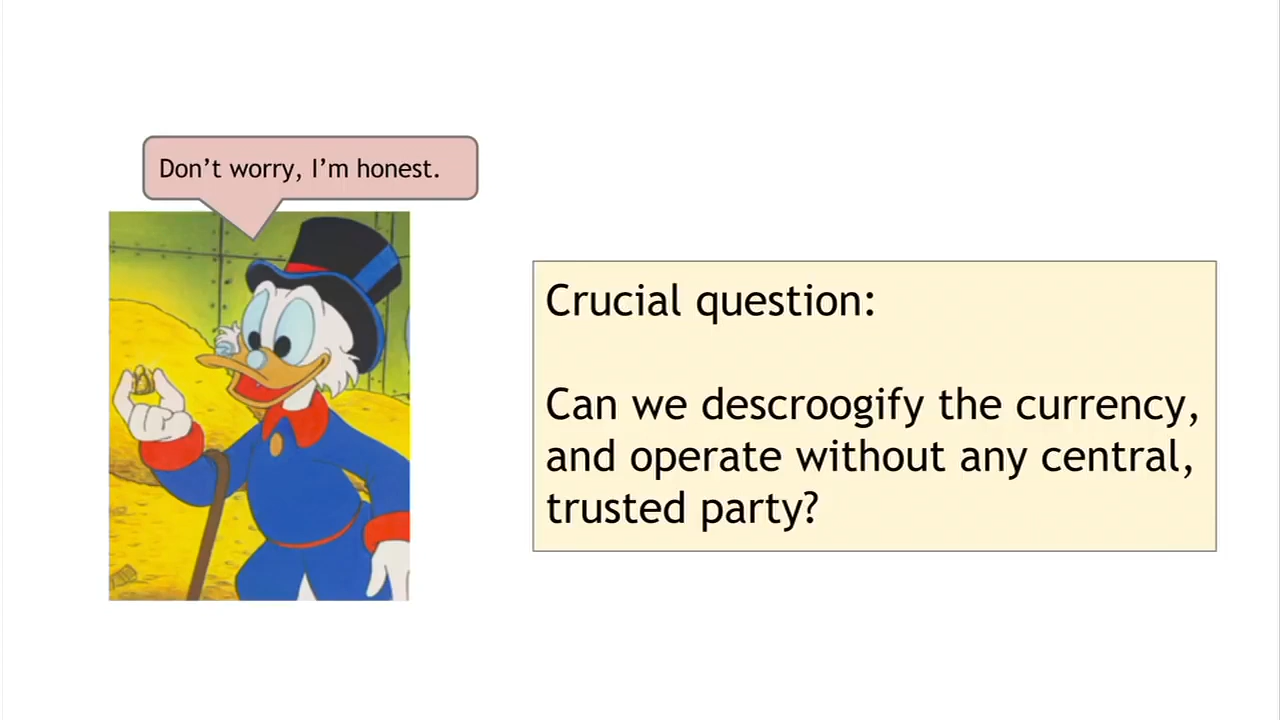 Don’t worry, I’m honest.
Crucial question:
Can we descroogify the currency,
and operate without any central,
trusted party?